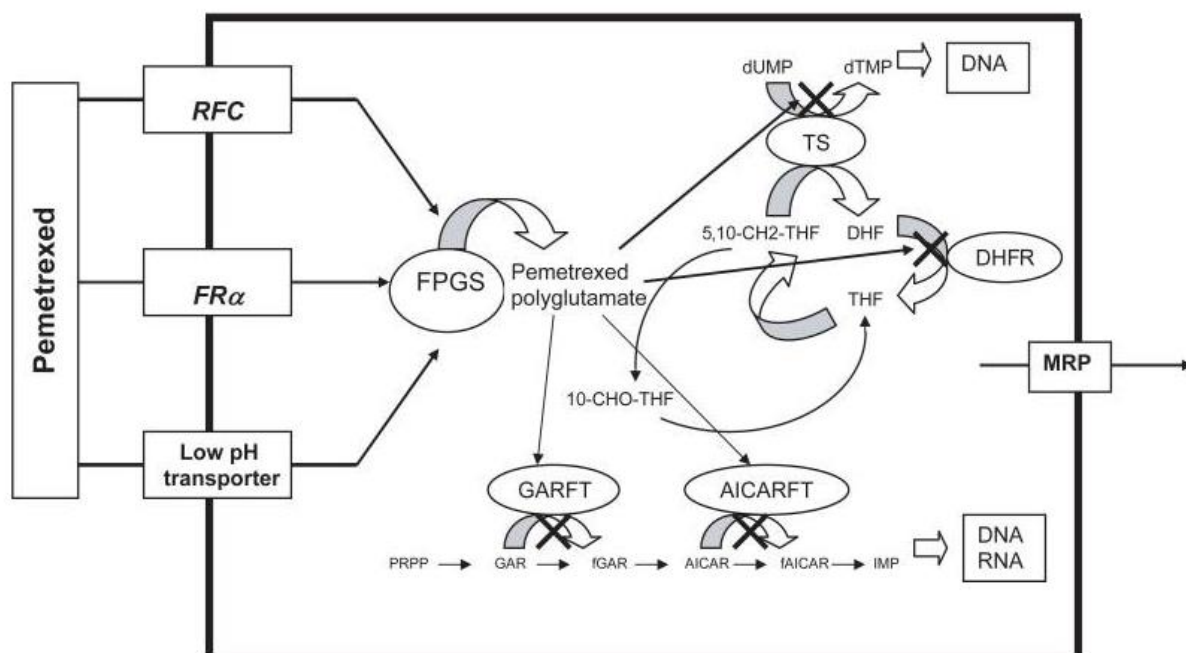 Pemetrexed
RFC
FRα
Low pH
transporter
FPGS
Pemetrexed
polyglutamate
dUMP
dTMP
DNA
TS
5,10-CH2-THF
DHF
DHFR
THF
MRP
10-CHO-THF
GARFT
AICARFT
PRPP
GAR
fGAR
AICAR
fAICAR
IMP
DNA
RNA